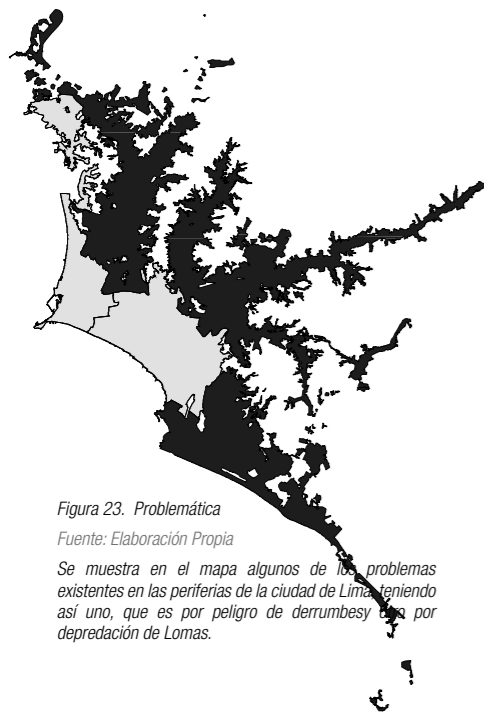 Figura 23. Problemática
Fuente: Elaboración Propia
Se muestra en el mapa algunos de los problemas
existentes en las periferias de la ciudad de Lima, teniendo
así uno, que es por peligro de derrumbesy por
depredación de Lomas.